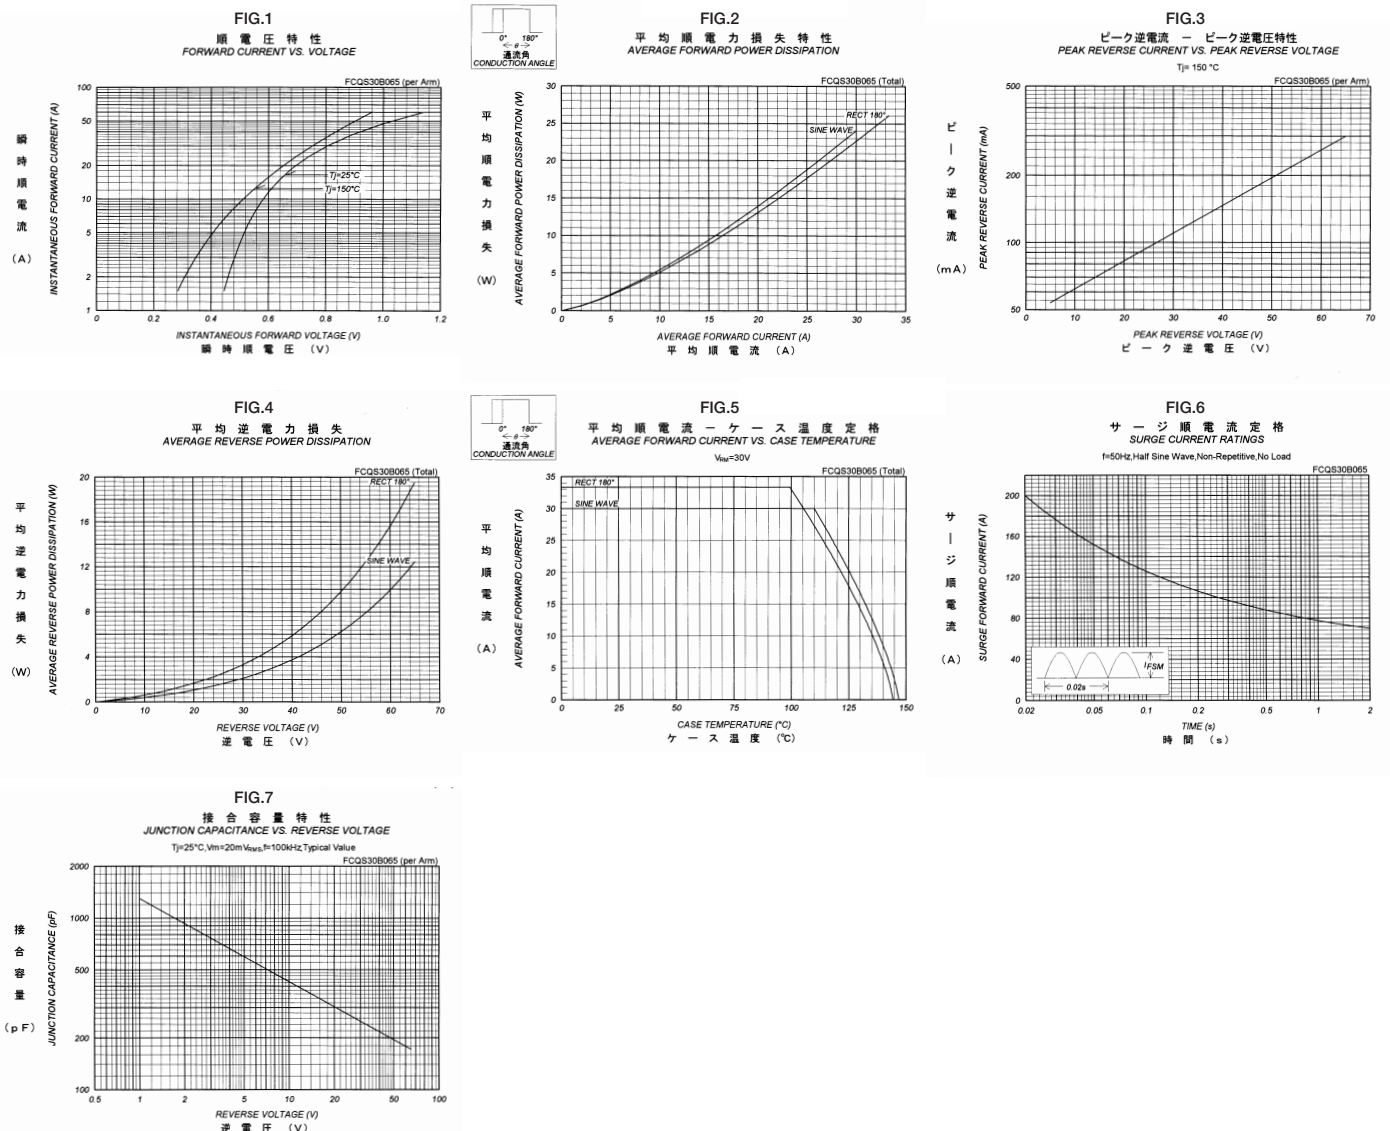 FIG.1
順電圧特性
FORWARD CURRENT VS. VOLTAGE
FCQS30B065 (per Arm)
瞬時順電流 (A)
INSTANTANEOUS FORWARD CURRENT (A)
100
50
20
10
5
2
1
Tj=25°C
Tj=150°C
0 0.2 0.4 0.6 0.8 1.0 1.2
INSTANTANEOUS FORWARD VOLTAGE (V)
瞬時順電圧 (V)
FIG.2
0° 180°
θ
通流角
CONDUCTION ANGLE
平均順電力損失特性
AVERAGE FORWARD POWER DISSIPATION
FCQS30B065 (Total)
平均順電力損失 (W)
AVERAGE FORWARD POWER DISSIPATION (W)
30
25
20
15
10
5
0
RECT 180°
SINE WAVE
0 5 10 15 20 25 30 35
AVERAGE FORWARD CURRENT (A)
平均順電流 (A)
FIG.3
ピーク逆電流 － ピーク逆電圧特性
PEAK REVERSE CURRENT VS. PEAK REVERSE VOLTAGE
Tj= 150 °C
FCQS30B065 (per Arm)
ピーク逆電流 (mA)
PEAK REVERSE CURRENT (mA)
500
200
100
50
0 10 20 30 40 50 60 70
PEAK REVERSE VOLTAGE (V)
ピーク逆電圧 (V)
FIG.4
平均逆電力損失
AVERAGE REVERSE POWER DISSIPATION
FCQS30B065 (Total)
平均逆電力損失 (W)
AVERAGE REVERSE POWER DISSIPATION (W)
20
16
12
8
4
0
RECT 180°
SINE WAVE
0 10 20 30 40 50 60 70
REVERSE VOLTAGE (V)
逆電圧 (V)
FIG.5
0° 180°
θ
通流角
CONDUCTION ANGLE
平均順電流－ケース温度定格
AVERAGE FORWARD CURRENT VS. CASE TEMPERATURE
VRM=30V
FCQS30B065 (Total)
平均順電流 (A)
AVERAGE FORWARD CURRENT (A)
35
30
25
20
15
10
5
0
RECT 180°
SINE WAVE
0 25 50 75 100 125 150
CASE TEMPERATURE (°C)
ケース温度 (℃)
FIG.6
サージ順電流定格
SURGE CURRENT RATINGS
f=50Hz,Half Sine Wave,Non-Repetitive,No Load
FCQS30B065
サージ順電流 (A)
SURGE FORWARD CURRENT (A)
200
160
120
80
40
0
IFSM
0.02s
0.02 0.05 0.1 0.2 0.5 1 2
TIME (s)
時間 (s)
FIG.7
接合容量特性
JUNCTION CAPACITANCE VS. REVERSE VOLTAGE
Tj=25°C,Vm=20mVRMS,f=100kHz,Typical Value
FCQS30B065 (per Arm)
接合容量 (pF)
JUNCTION CAPACITANCE (pF)
2000
1000
500
200
100
0.5 1 2 5 10 20 50 100
REVERSE VOLTAGE (V)
逆電圧 (V)